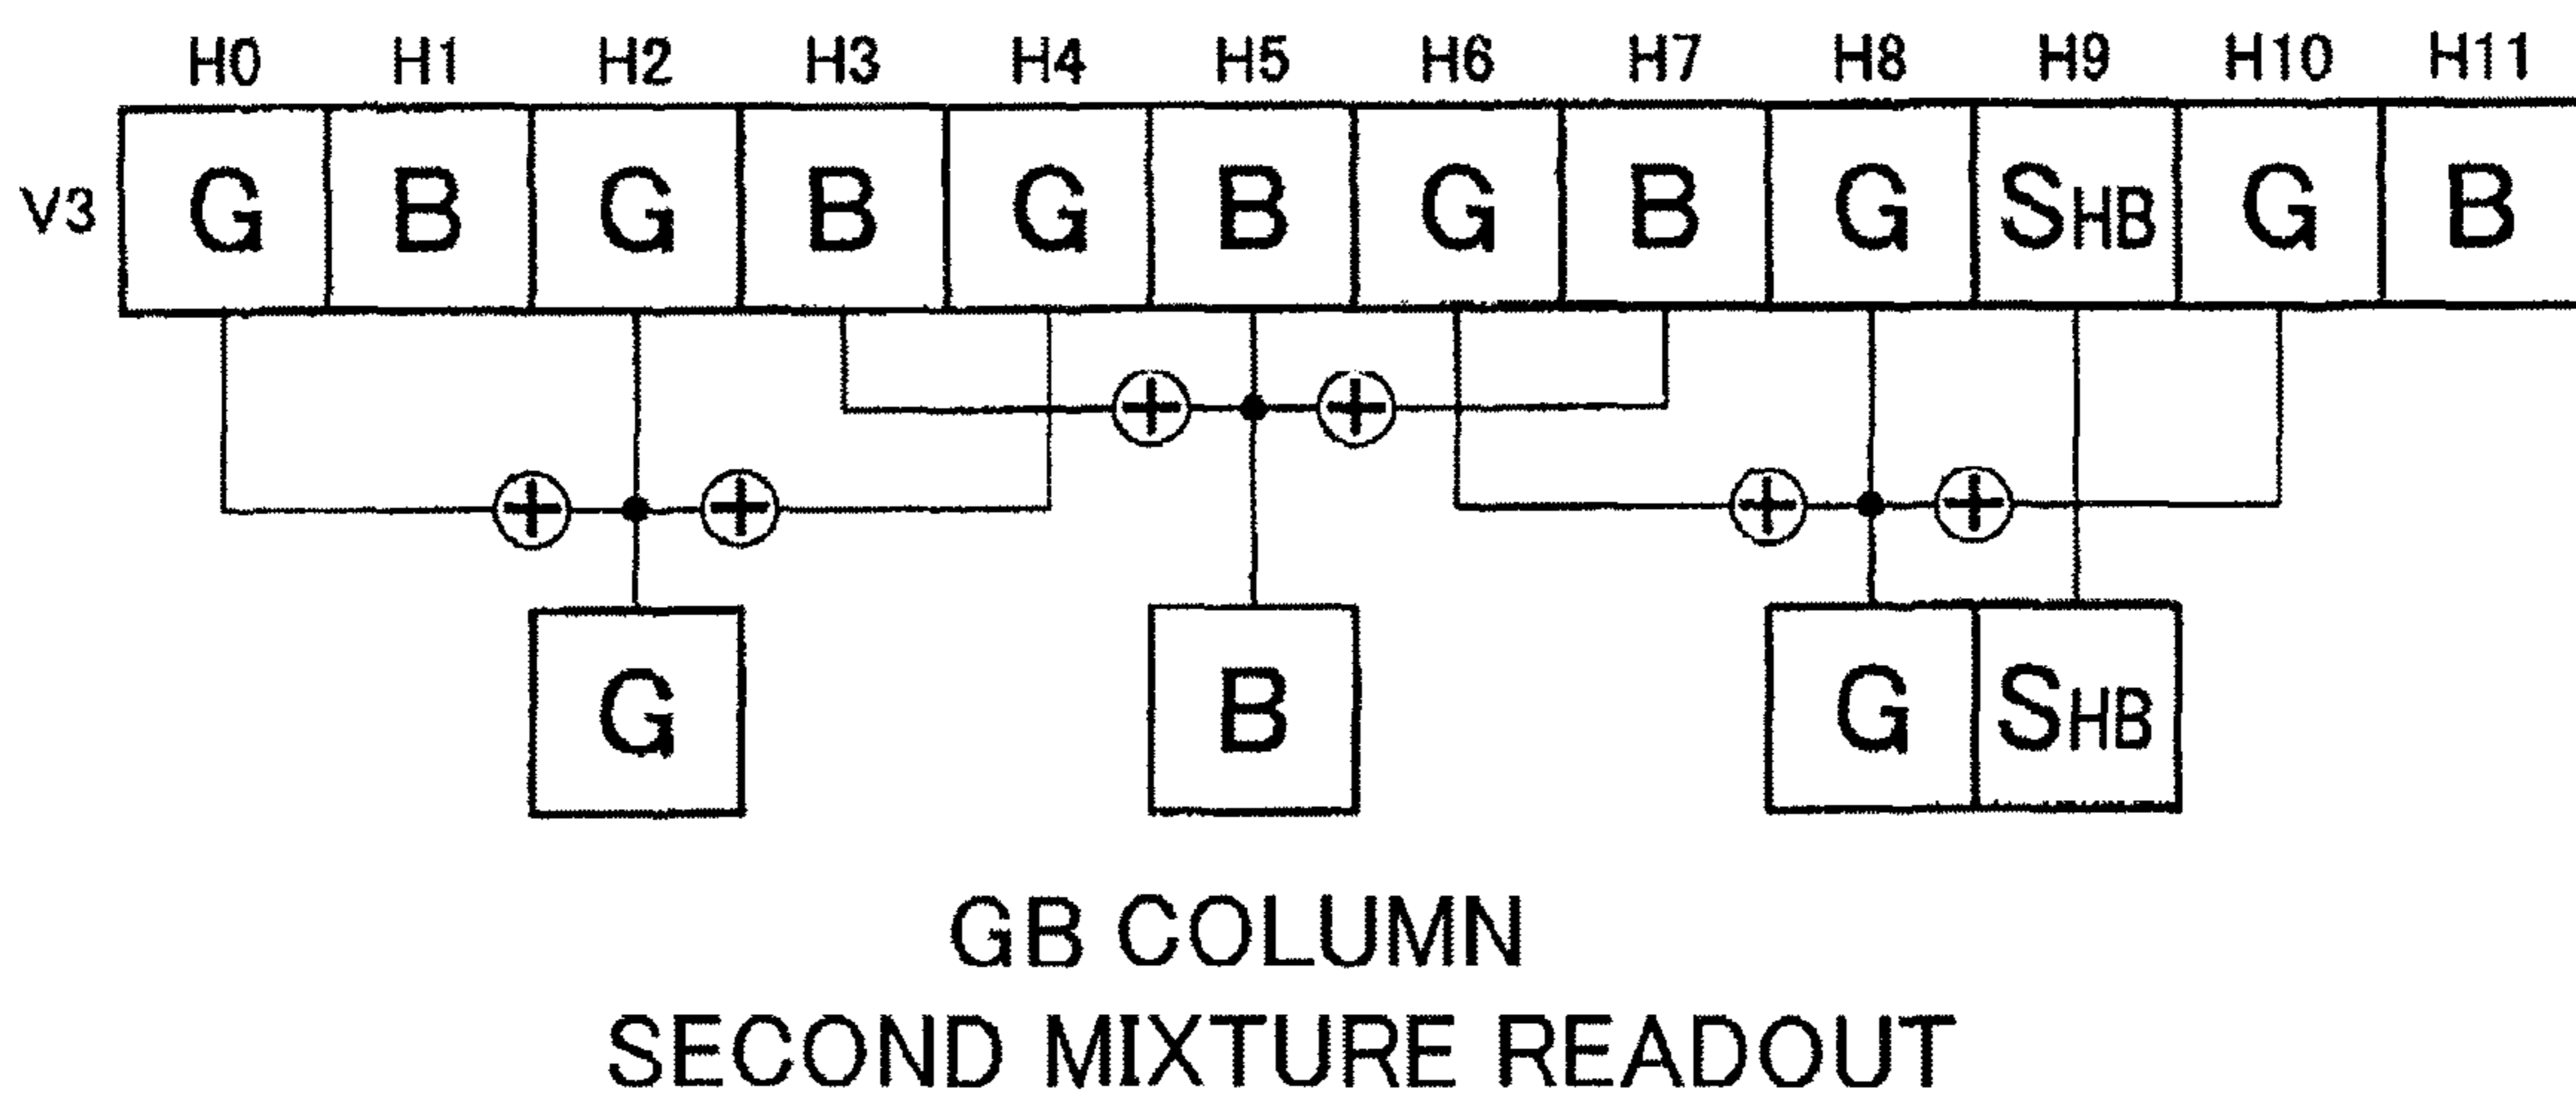 H0 H1 H2 H3 H4 H5 H6 H7 H8 H9 H10 H11
V3 G B G B G B G B G SHB G B
G B G SHB
GB COLUMN
SECOND MIXTURE READOUT